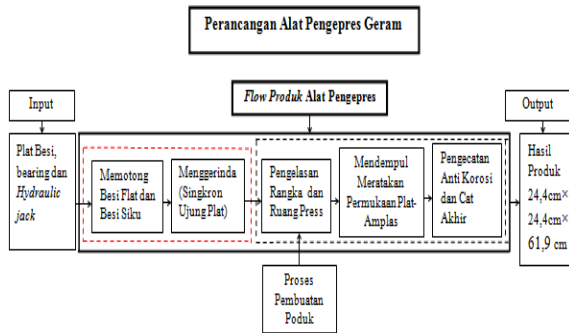 Perancangan Alat Pengepres Geram
Input
Flow Produk Alat Pengepres
Output
Plat Besi,
bearing dan
Hydraulic
jack
Memotong
Besi Flat dan
Besi Siku
Menggerinda
(Singkron
Ujung Plat)
Pengelasan
Rangka dan
Ruang Press
Mendempul
Meratakan
Permukaan Plat-
Amplas
Pengecatan
Anti Korosi
dan Cat
Akhir
Hasil
Produk
24,4cm×
24,4cm×
61,9 cm
Proses
Pembuatan
Poduk